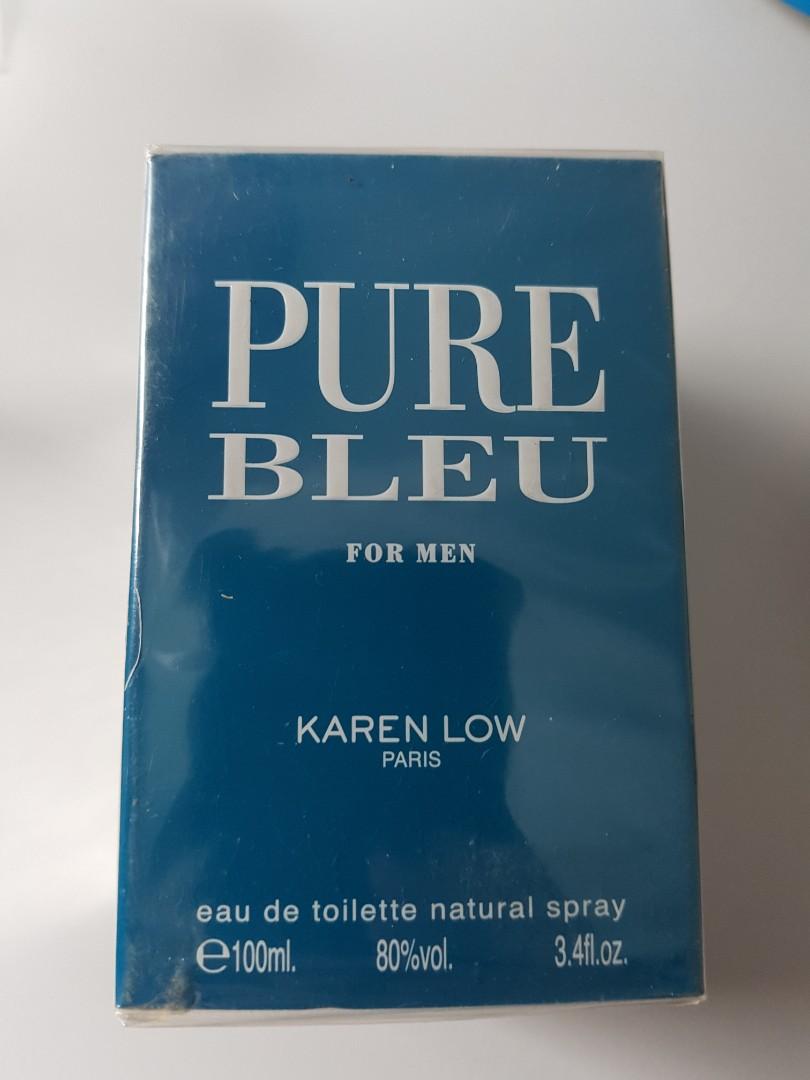 PURE
BLEU
FOR MEN
KAREN LOW
PARIS
eau de toilette natural spray
℮100ml. 80%vol. 3.4fl.oz.